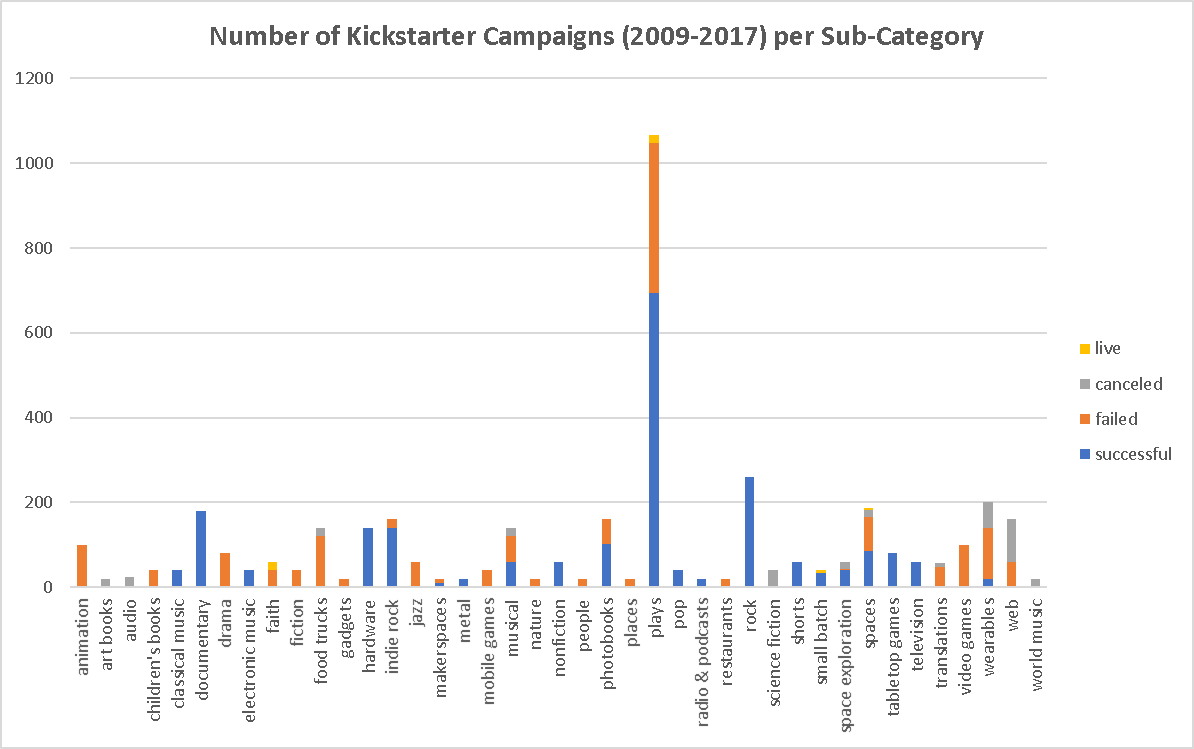 Number of Kickstarter Campaigns (2009-2017) per Sub-Category
1200
1000
800
600
400
200
0
animation
art books
audio
children's books
classical music
documentary
drama
electronic music
faith
fiction
food trucks
gadgets
hardware
indie rock
jazz
makerspaces
metal
mobile games
musical
nature
nonfiction
people
photobooks
places
plays
pop
radio & podcasts
restaurants
rock
science fiction
shorts
small batch
space exploration
spaces
tabletop games
television
translations
video games
wearables
web
world music
live
canceled
failed
successful